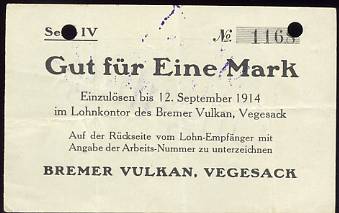 IV № 1163
Gut für Eine Mark
Einzulösen bis 12. September 1914
im Lohnkontor des Bremer Vulkan, Vegesack
Auf der Rückseite vom Lohn-Empfänger mit
Angabe der Arbeits-Nummer zu unterzeichnen
BREMER VULKAN, VEGESACK